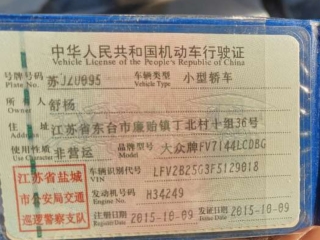 中华人民共和国机动车行驶证
Vehicle License of the People's Republic of China
号牌号码 苏JZU095 车辆类型 小型轿车
Plate No. Vehicle Type
所有人 舒杨
Owner
住址 江苏省东台市廉贻镇丁北村十组36号
Address
使用性质 非营运 品牌型号 大众牌FV7144LCDBG
Use Character Model
江苏省盐城 车辆识别代号 LFV2B25G3F5129018
VIN
市公安局交通 发动机号码 H34249
Engine No.
巡逻警察支队 注册日期 2015-10-09 发证日期 2015-10-09
Register Date Issue Date